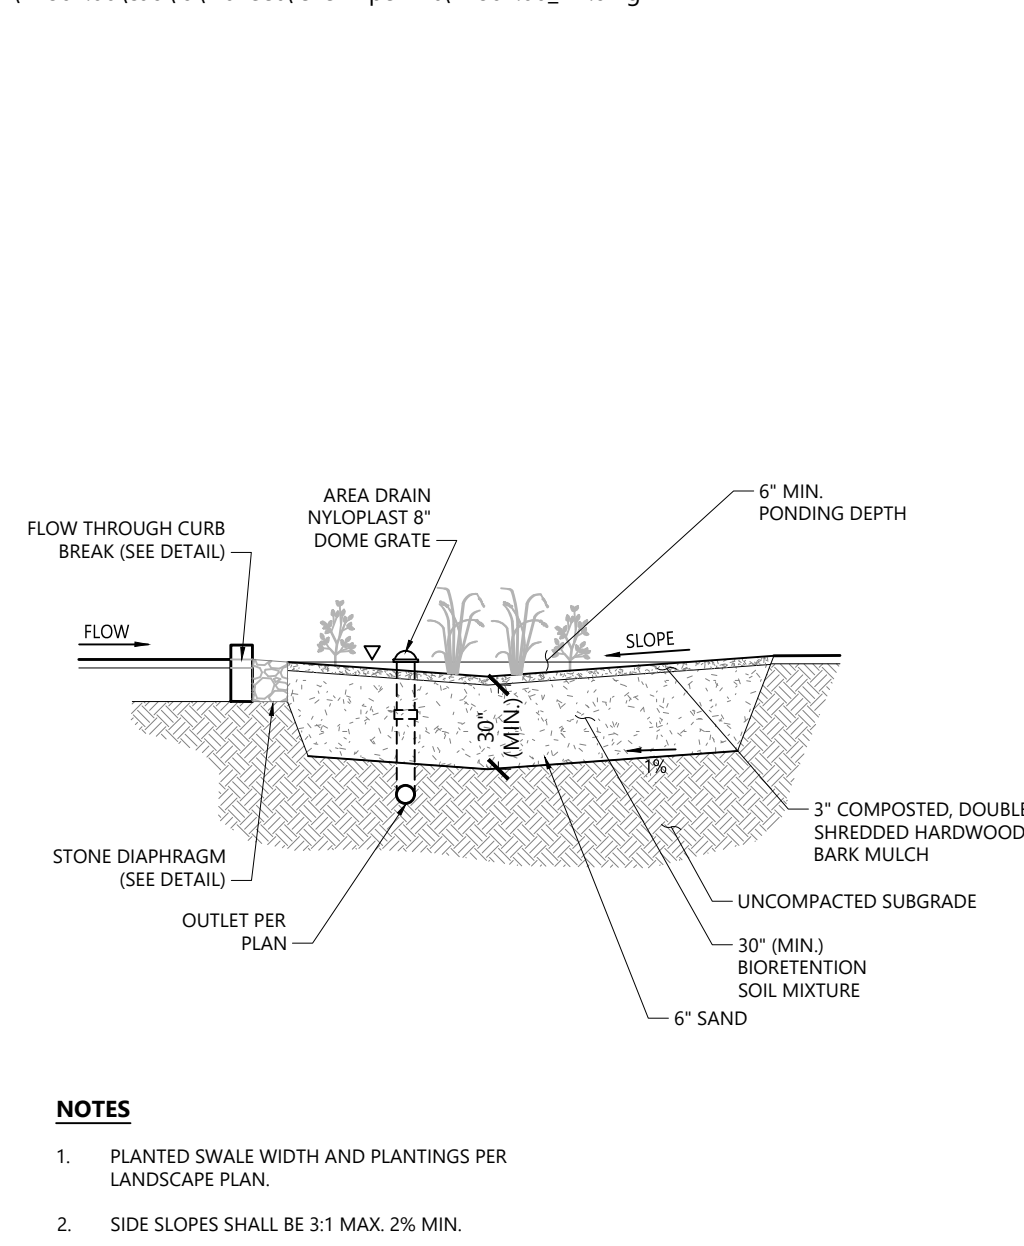 AREA DRAIN
NYLOPLAST 8"
DOME GRATE
6" MIN.
PONDING DEPTH
FLOW THROUGH CURB
BREAK (SEE DETAIL)
FLOW
SLOPE
30"
(MIN.)
1%
3" COMPOSTED, DOUBLE
SHREDDED HARDWOOD
BARK MULCH
STONE DIAPHRAGM
(SEE DETAIL)
UNCOMPACTED SUBGRADE
OUTLET PER
PLAN
30" (MIN.)
BIORETENTION
SOIL MIXTURE
6" SAND
NOTES
1. PLANTED SWALE WIDTH AND PLANTINGS PER
LANDSCAPE PLAN.
2. SIDE SLOPES SHALL BE 3:1 MAX. 2% MIN.